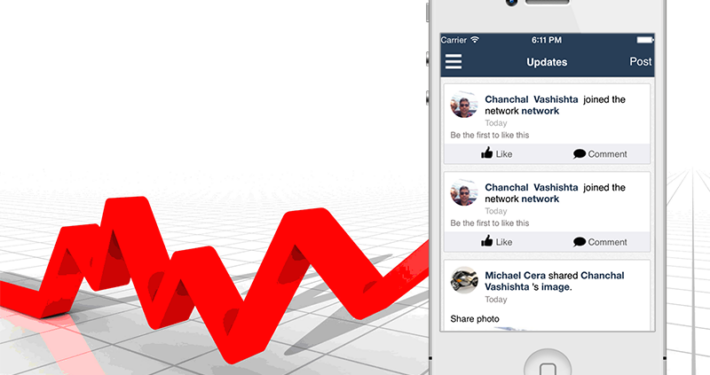 Carrier 6:11 PM
Updates Post
Chanchal Vashishta joined the
network network
Today
Be the first to like this
Like Comment
Chanchal Vashishta joined the
network network
Today
Be the first to like this
Like Comment
Michael Cera shared Chanchal
Vashishta 's image.
Today
Share photo